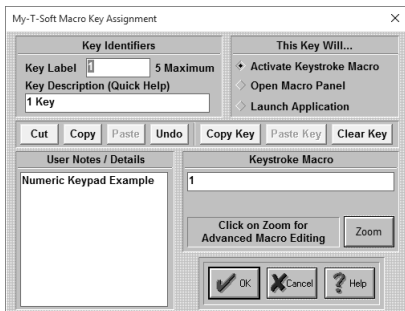 My-T-Soft Macro Key Assignment
Key Identifiers
Key Label 1 5 Maximum
Key Description (Quick Help)
1 Key
This Key Will...
Activate Keystroke Macro
Open Macro Panel
Launch Application
Cut Copy Paste Undo Copy Key Paste Key Clear Key
User Notes / Details
Numeric Keypad Example
Keystroke Macro
1
Click on Zoom for
Advanced Macro Editing
Zoom
OK Cancel Help